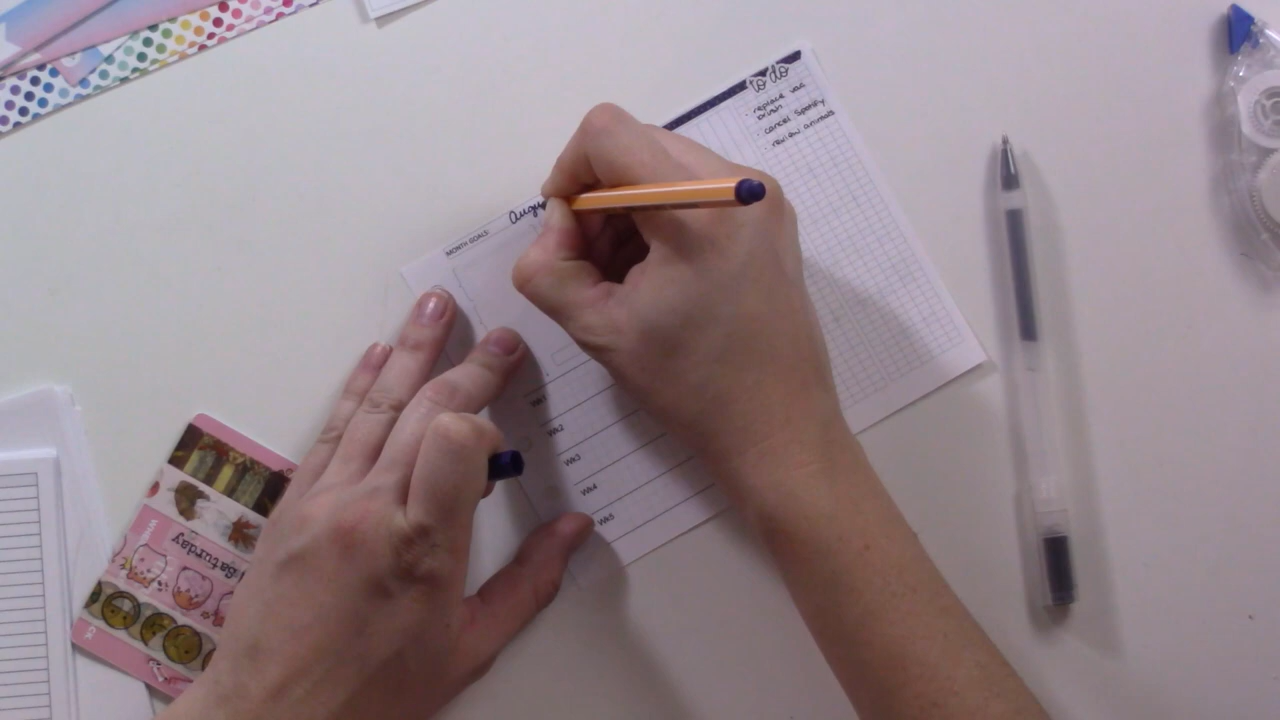 to do
· replace vac
brush
· cancel Spotify
· review animals
MONTH GOALS:
Augu
Wk1
Wk2
Wk3
Wk4
Wk5
Saturday